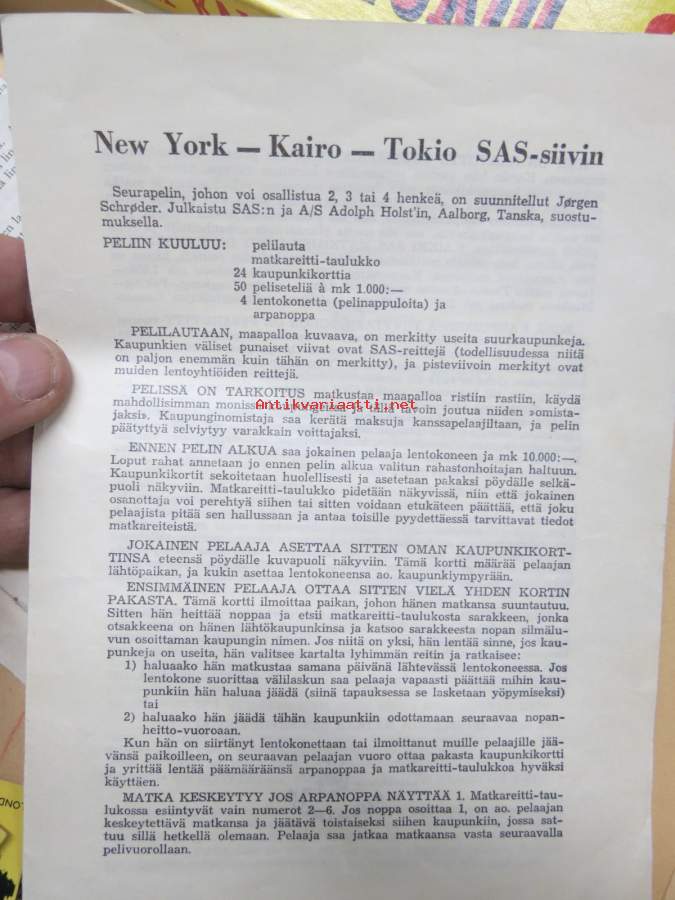 New York — Kairo — Tokio SAS-siivin
Seurapelin, johon voi osallistua 2, 3 tai 4 henkeä, on suunnitellut Jørgen
Schrøder. Julkaistu SAS:n ja A/S Adolph Holst'in, Aalborg, Tanska, suostu-
muksella.
PELIIN KUULUU: pelilauta
matkareitti-taulukko
24 kaupunkikorttia
50 peliseteliä à mk 1.000:—
4 lentokonetta (pelinappuloita) ja
arpanoppa
PELILAUTAAN, maapalloa kuvaava, on merkitty useita suurkaupunkeja.
Kaupunkien väliset punaiset viivat ovat SAS-reittejä (todellisuudessa niitä
on paljon enemmän kuin tähän on merkitty), ja pisteviivoin merkityt ovat
muiden lentoyhtiöiden reittejä.
PELISSÄ ON TARKOITUS matkustaa maapalloa ristiin rastiin, käydä
mahdollisimman monissa ja tällä tavoin joutua niiden »omista-
Antikvariaatti.net
jaksi». Kaupunginomistaja saa kerätä maksuja kanssapelaajiltaan, ja pelin
päätyttyä selviytyy varakkain voittajaksi.
ENNEN PELIN ALKUA saa jokainen pelaaja lentokoneen ja mk 10.000:—.
Loput rahat annetaan jo ennen pelin alkua valitun rahastonhoitajan haltuun.
Kaupunkikortit sekoitetaan huolellisesti ja asetetaan pakaksi pöydälle selkä-
puoli näkyviin. Matkareitti-taulukko pidetään näkyvissä, niin että jokainen
osanottaja voi perehtyä siihen tai sitten voidaan etukäteen päättää, että joku
pelaajista pitää sen hallussaan ja antaa toisille pyydettäessä tarvittavat tiedot
matkareiteistä.
JOKAINEN PELAAJA ASETTAA SITTEN OMAN KAUPUNKIKORT-
TINSA eteensä pöydälle kuvapuoli näkyviin. Tämä kortti määrää pelaajan
lähtöpaikan, ja kukin asettaa lentokoneensa ao. kaupunkiympyrään.
ENSIMMÄINEN PELAAJA OTTAA SITTEN VIELÄ YHDEN KORTIN
PAKASTA. Tämä kortti ilmoittaa paikan, johon hänen matkansa suuntautuu.
Sitten hän heittää noppaa ja etsii matkareitti-taulukosta sarakkeen, jonka
otsakkeena on hänen lähtökaupunkinsa ja katsoo sarakkeesta nopan silmälu-
vun osoittaman kaupungin nimen. Jos niitä on yksi, hän lentää sinne, jos kau-
punkeja on useita, hän valitsee kartalta lyhimmän reitin ja ratkaisee:
1) haluaako hän matkustaa samana päivänä lähtevässä lentokoneessa. Jos
lentokone suorittaa välilaskun saa pelaaja vapaasti päättää mihin kau-
punkiin hän haluaa jäädä (siinä tapauksessa se lasketaan yöpymiseksi)
tai
2) haluaako hän jäädä tähän kaupunkiin odottamaan seuraavaa nopan-
heitto-vuoroaan.
Kun hän on siirtänyt lentokonettaan tai ilmoittanut muille pelaajille jää-
vänsä paikoilleen, on seuraavan pelaajan vuoro ottaa pakasta kaupunkikortti
ja yrittää lentää päämääräänsä arpanoppaa ja matkareitti-taulukkoa hyväksi
käyttäen.
MATKA KESKEYTYY JOS ARPANOPPA NÄYTTÄÄ 1. Matkareitti-tau-
lukossa esiintyvät vain numerot 2—6. Jos noppa osoittaa 1, on ao. pelaajan
keskeytettävä matkansa ja jäätävä toistaiseksi siihen kaupunkiin, jossa sat-
tuu sillä hetkellä olemaan. Pelaaja saa jatkaa matkaansa vasta seuraavalla
pelivuorollaan.